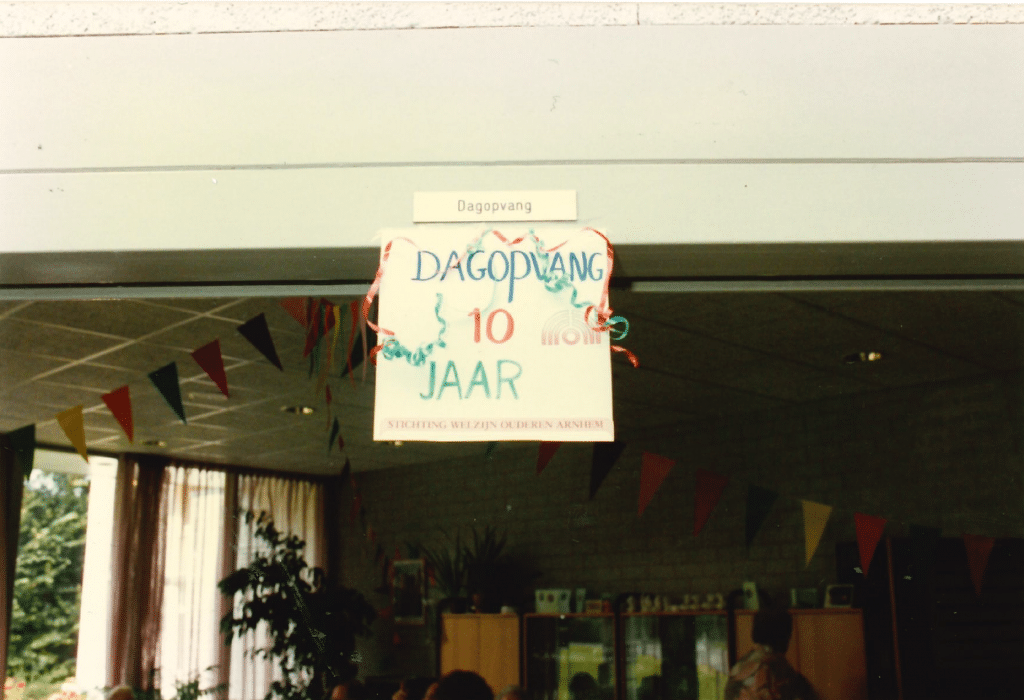 Dagopvang
DAGOPVANG
10
JAAR
STICHTING WELZIJN OUDEREN ARNHEM